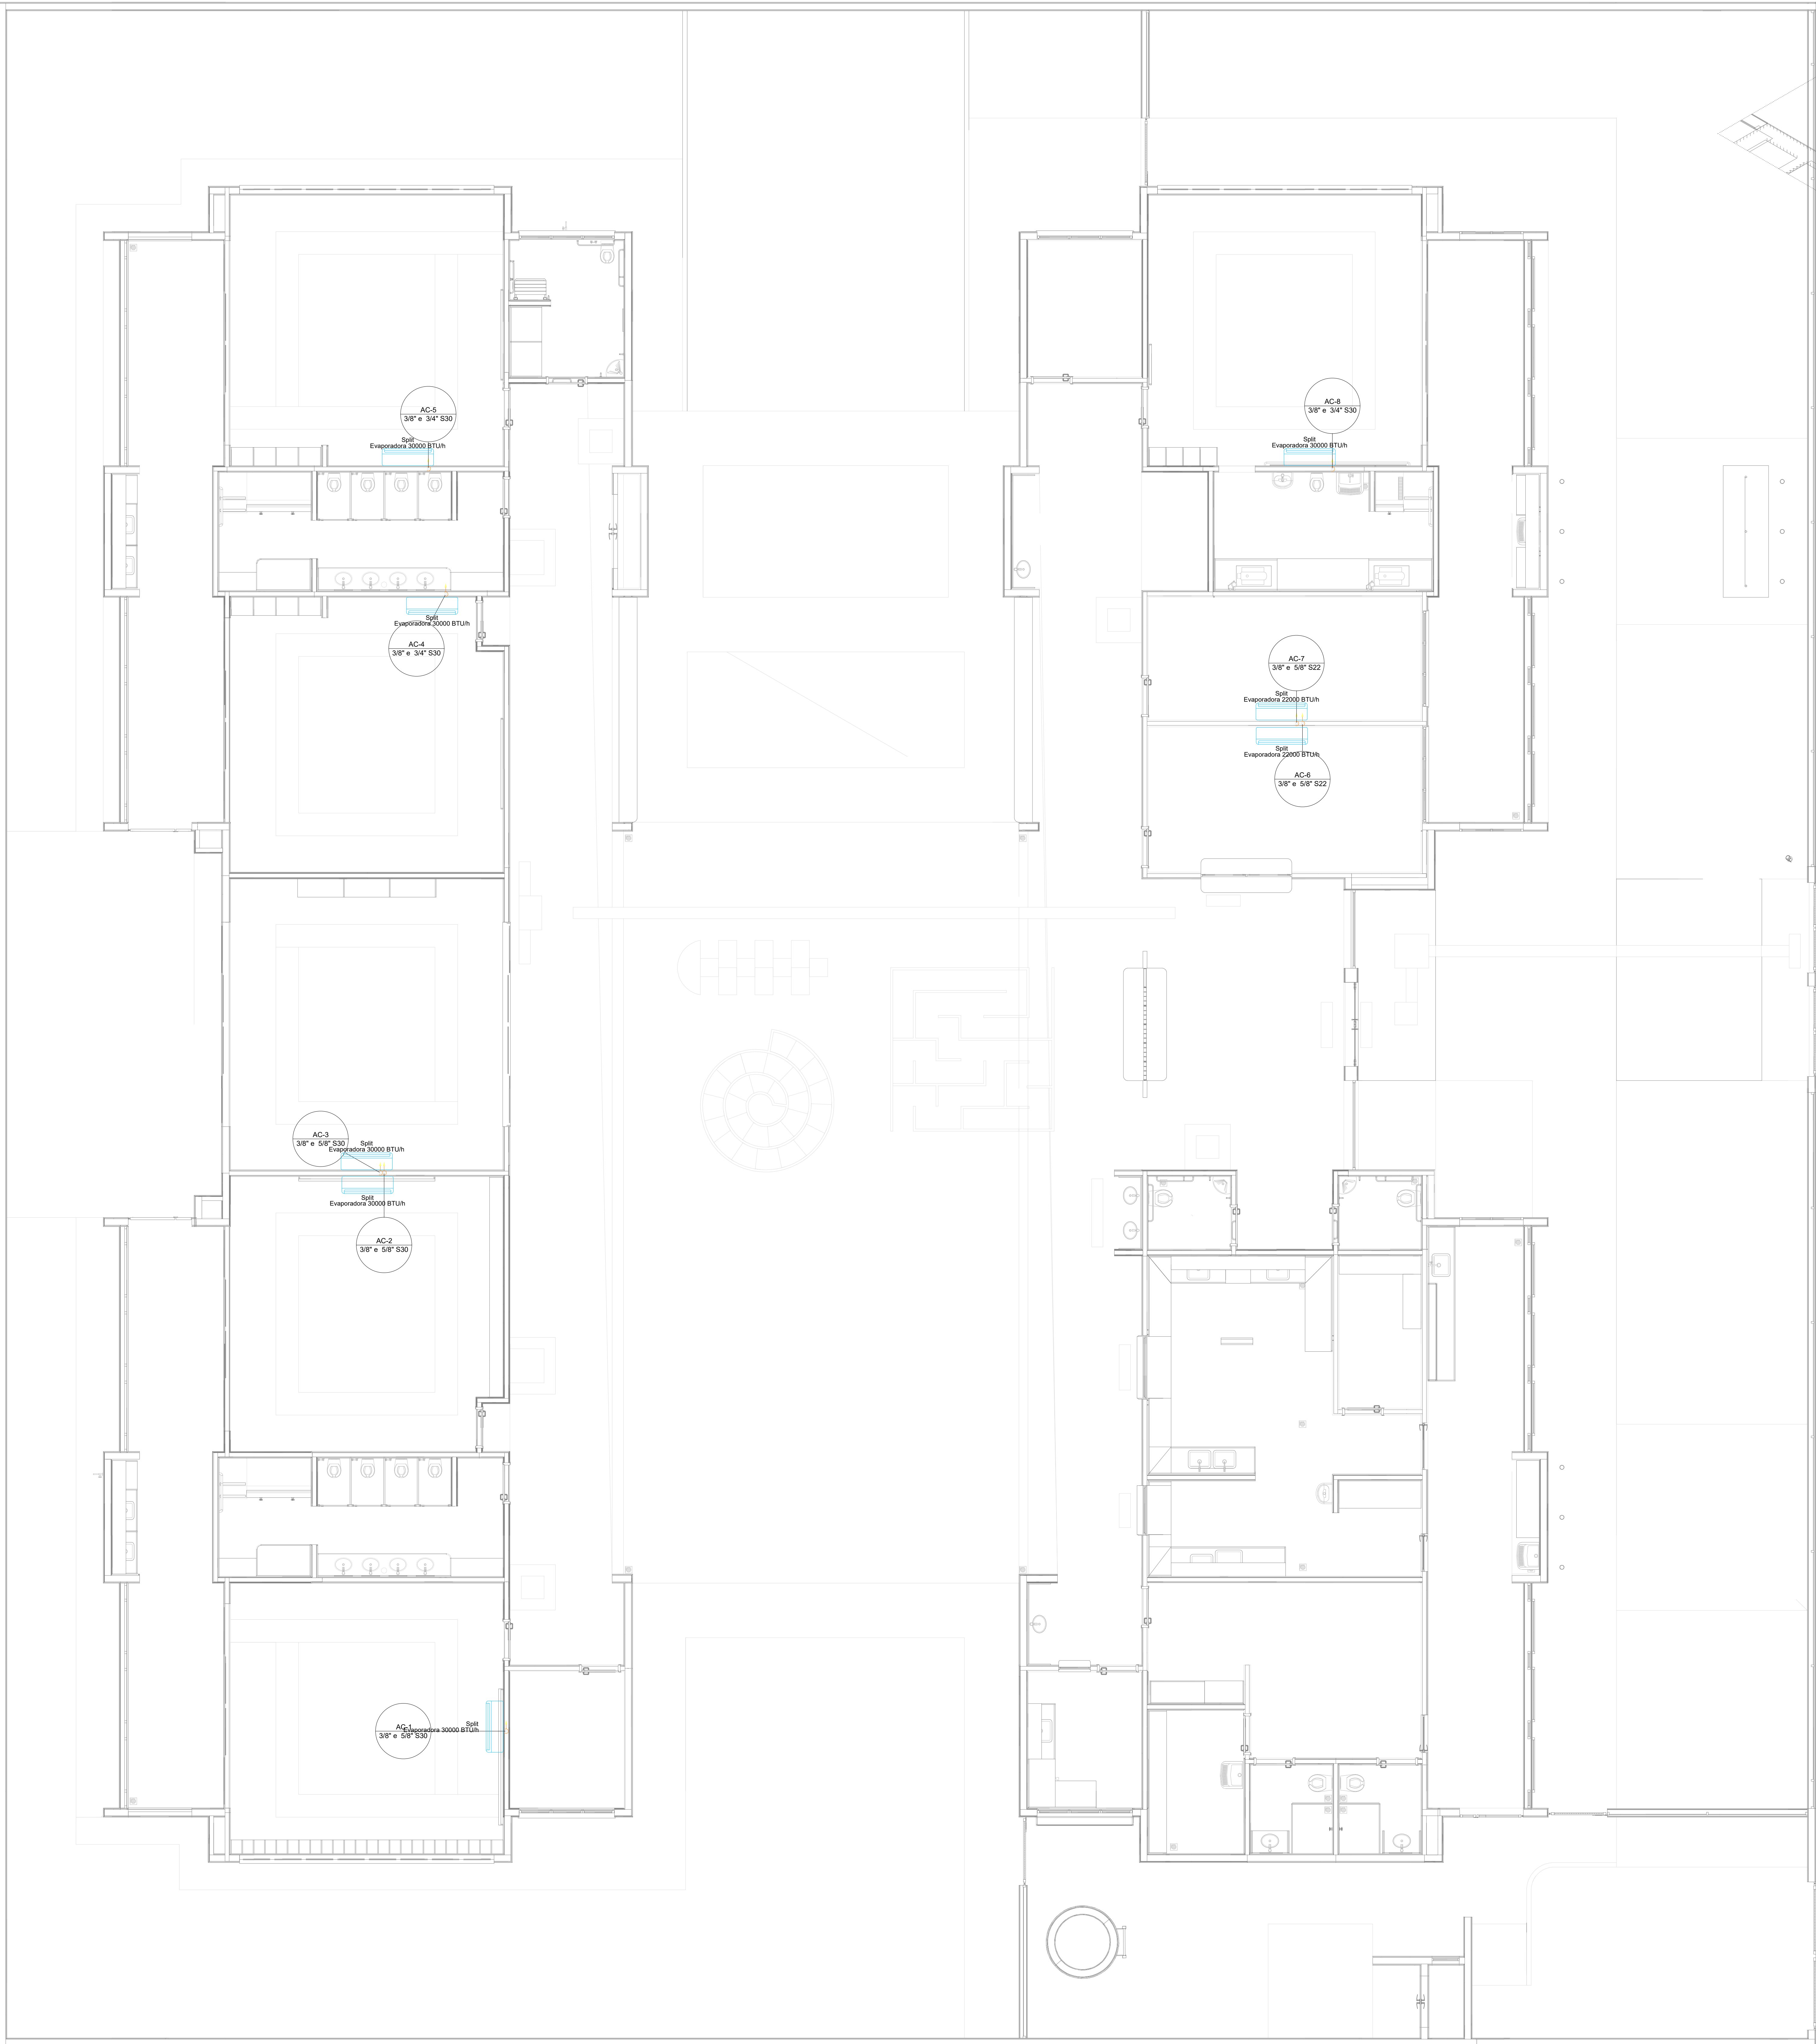 AC-5
3/8" e 3/4" S30
Split
Evaporadora 30000 BTU/h
AC-8
3/8" e 3/4" S30
Split
Evaporadora 30000 BTU/h
Split
Evaporadora 30000 BTU/h
AC-4
3/8" e 3/4" S30
AC-7
3/8" e 5/8" S22
Split
Evaporadora 22000 BTU/h
Split
Evaporadora 22000 BTU/h
AC-6
3/8" e 5/8" S22
AC-3
3/8" e 5/8" S30
Split
Evaporadora 30000 BTU/h
Split
Evaporadora 30000 BTU/h
AC-2
3/8" e 5/8" S30
AC-1
3/8" e 5/8" S30
Split
Evaporadora 30000 BTU/h